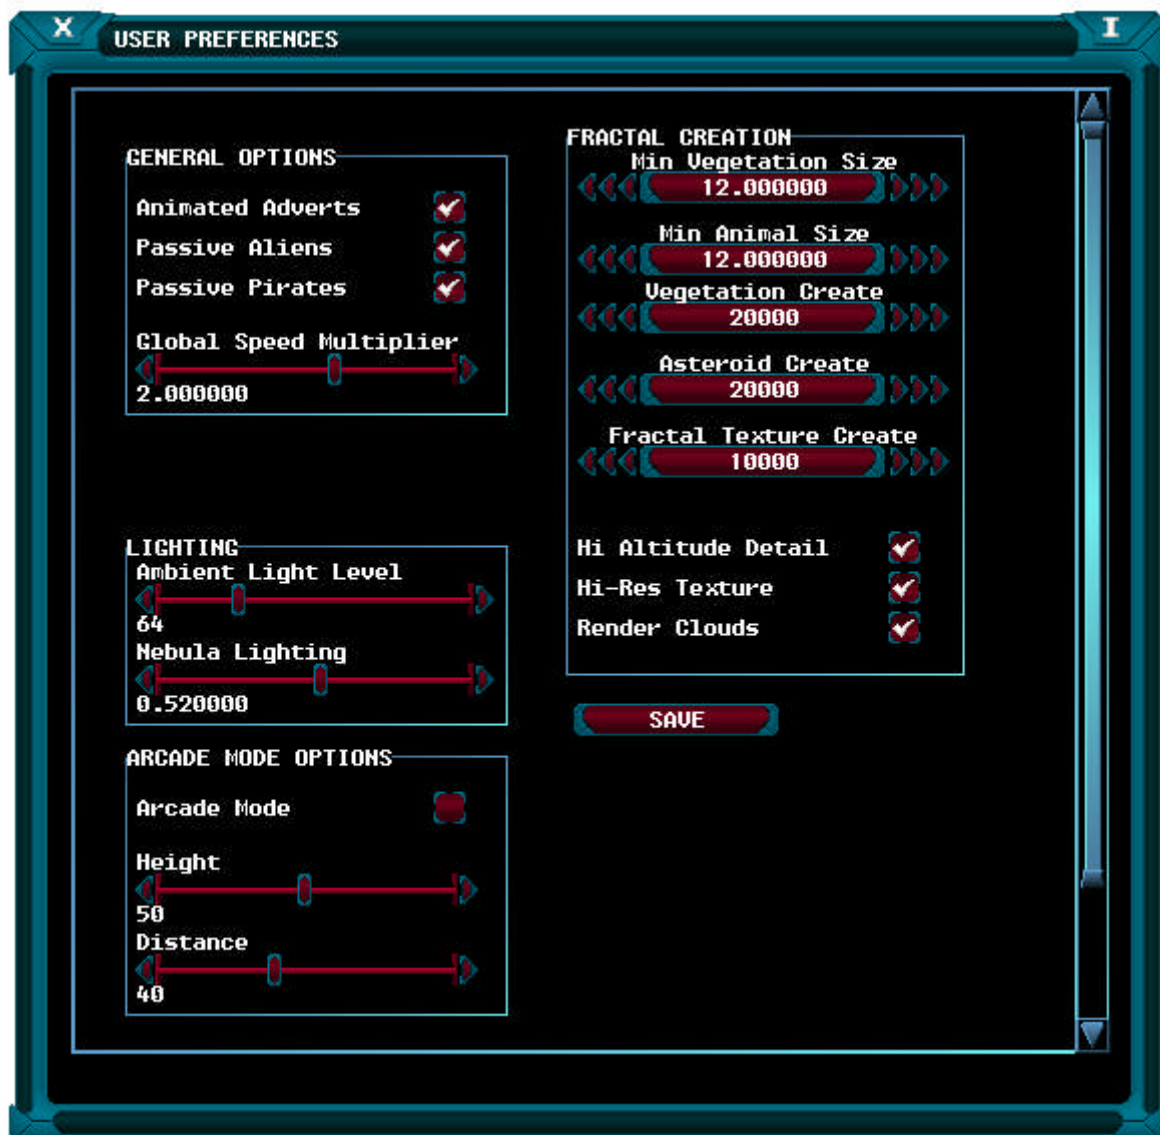 X
I
USER PREFERENCES
GENERAL OPTIONS
Animated Adverts
Passive Aliens
Passive Pirates
Global Speed Multiplier
2.000000
LIGHTING
Ambient Light Level
64
Nebula Lighting
0.520000
ARCADE MODE OPTIONS
Arcade Mode
Height
50
Distance
40
FRACTAL CREATION
Min Vegetation Size
12.000000
Min Animal Size
12.000000
Vegetation Create
20000
Asteroid Create
20000
Fractal Texture Create
10000
Hi Altitude Detail
Hi-Res Texture
Render Clouds
SAVE